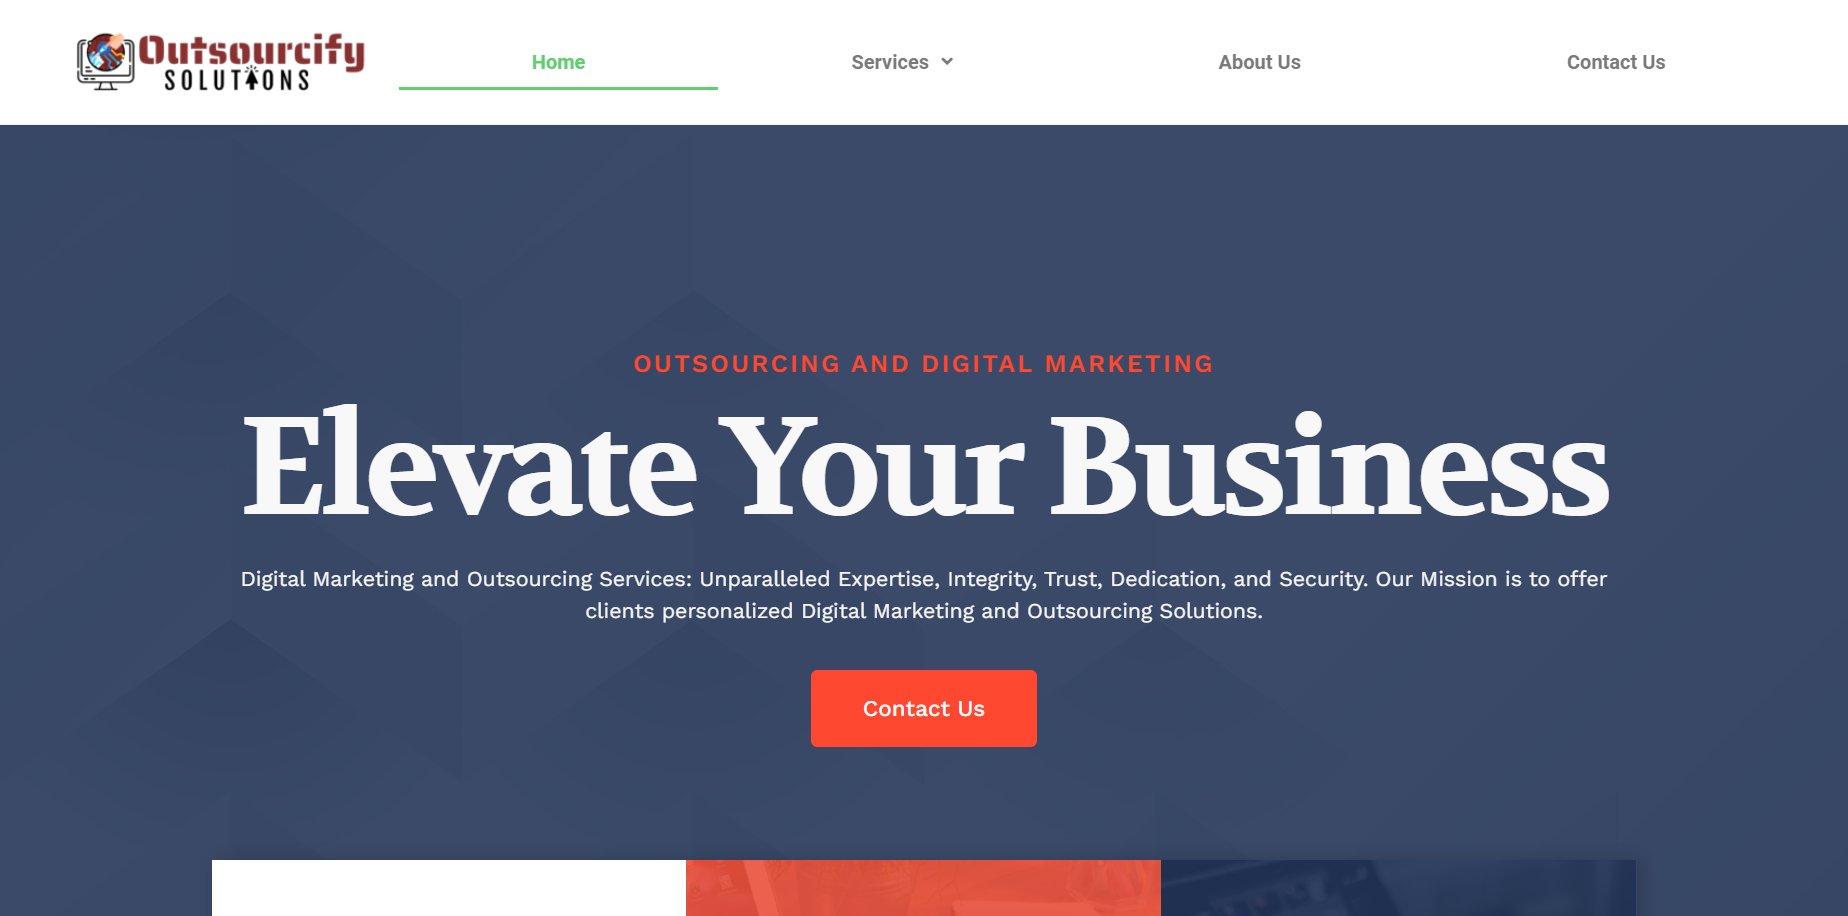 Outsourcify
SOLUTIONS
Home
Services
About Us
Contact Us
OUTSOURCING AND DIGITAL MARKETING
Elevate Your Business
Digital Marketing and Outsourcing Services: Unparalleled Expertise, Integrity, Trust, Dedication, and Security. Our Mission is to offer
clients personalized Digital Marketing and Outsourcing Solutions.
Contact Us